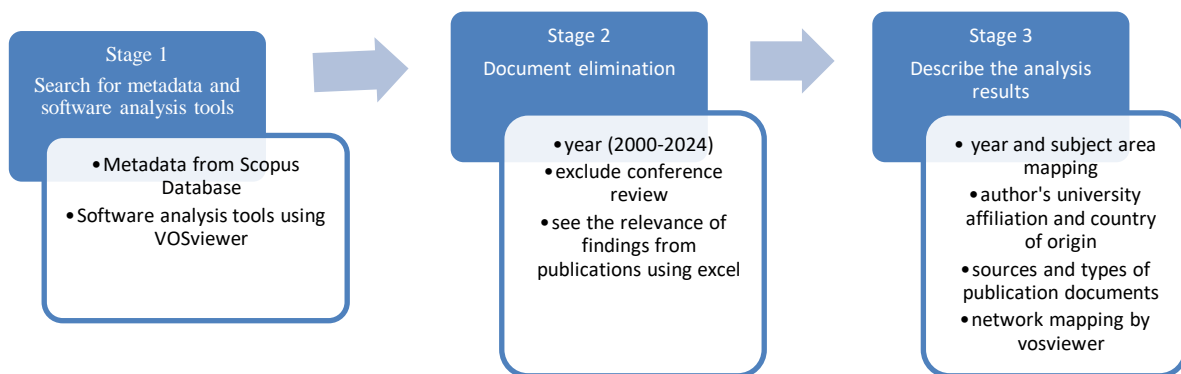 Stage 1
Search for metadata and
software analysis tools
•Metadata from Scopus
Database
•Software analysis tools using
VOSviewer
Stage 2
Document elimination
•year (2000-2024)
•exclude conference
review
•see the relevance of
findings from
publications using excel
Stage 3
Describe the analysis
results
• year and subject area
mapping
•author's university
affiliation and country
of origin
•sources and types of
publication documents
•network mapping by
vosviewer